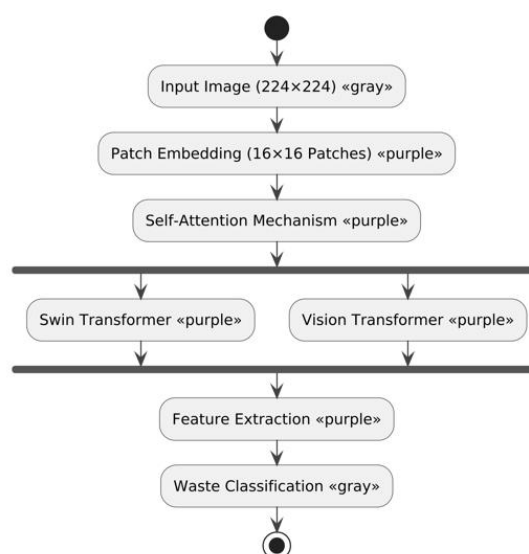 Input Image (224×224) «gray»
Patch Embedding (16×16 Patches) «purple»
Self-Attention Mechanism «purple»
Swin Transformer «purple»
Vision Transformer «purple»
Feature Extraction «purple»
Waste Classification «gray»